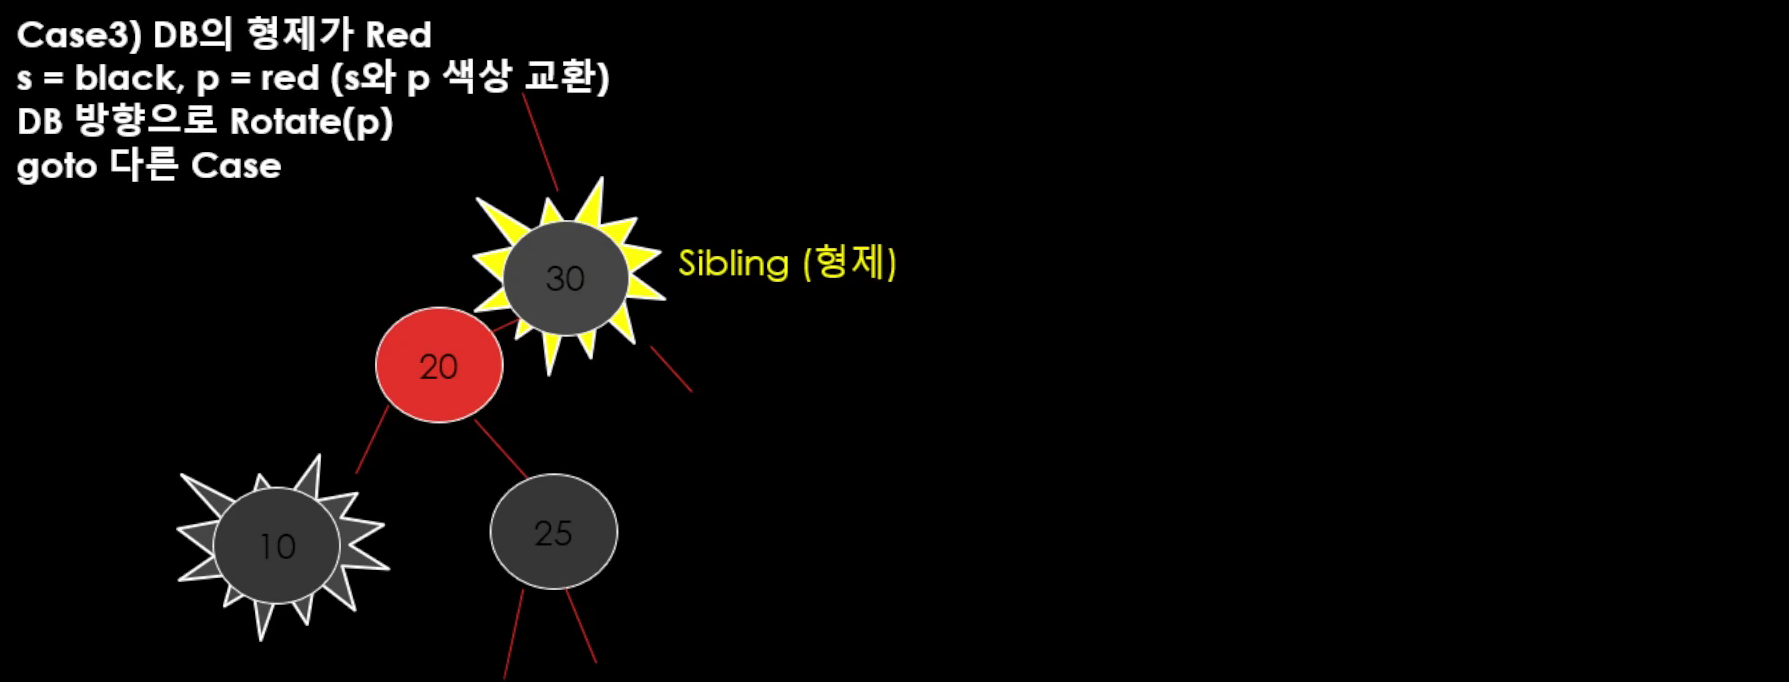 Case3) DB의 형제가 Red
s = black, p = red (s와 p 색상 교환)
DB 방향으로 Rotate(p)
goto 다른 Case
30
Sibling (형제)
20
10
25